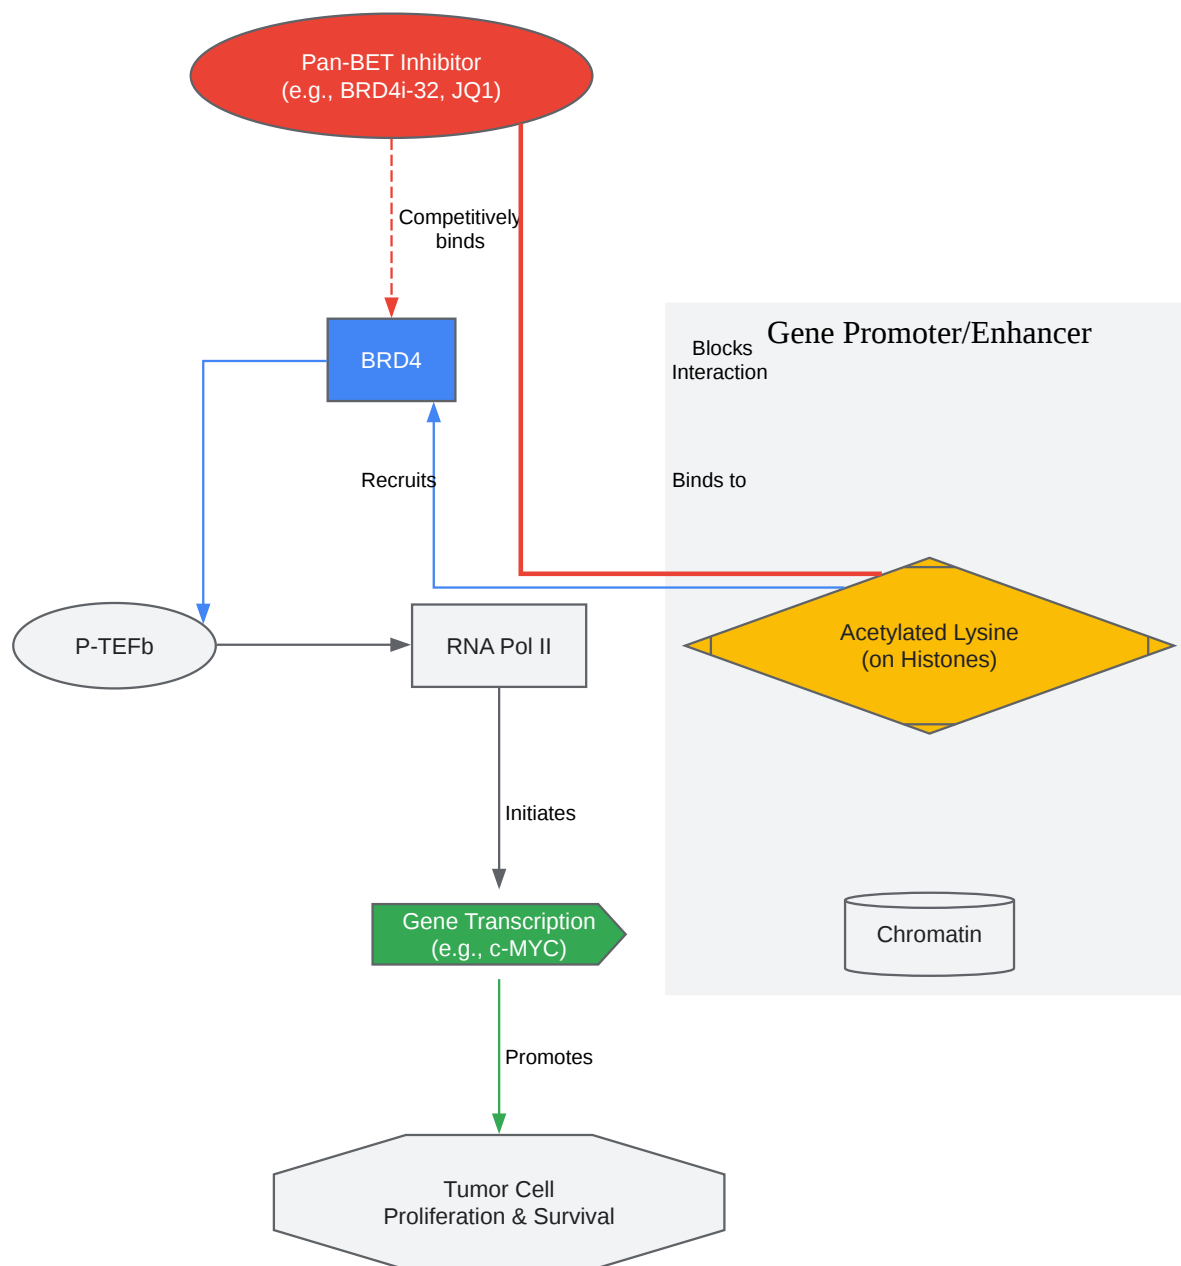 Pan-BET Inhibitor
(e.g., BRD4i-32, JQ1)
Competitively
binds
Gene Promoter/Enhancer
Blocks
Interaction
BRD4
Recruits
Binds to
P-TEFb
RNA Pol II
Acetylated Lysine
(on Histones)
Initiates
Gene Transcription
(e.g., c-MYC)
Chromatin
Promotes
Tumor Cell
Proliferation & Survival